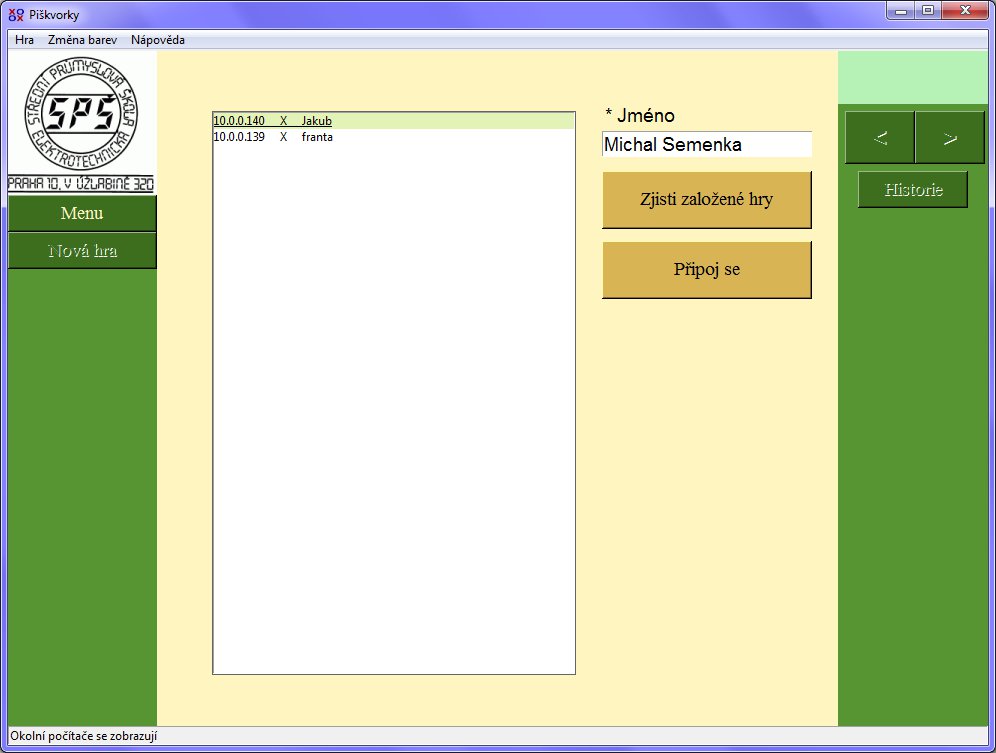 Piškvorky
Hra Změna barev Nápověda
STŘEDNÍ PRŮMYSLOVÁ ŠKOLA
SPŠ
ELEKTROTECHNICKÁ
PRAHA 10, V ÚŽLABINĚ 320
Menu
Nová hra
10.0.0.140 X Jakub
10.0.0.139 X franta
* Jméno
Michal Semenka
Zjisti založené hry
Připoj se
< >
Historie
Okolní počítače se zobrazují